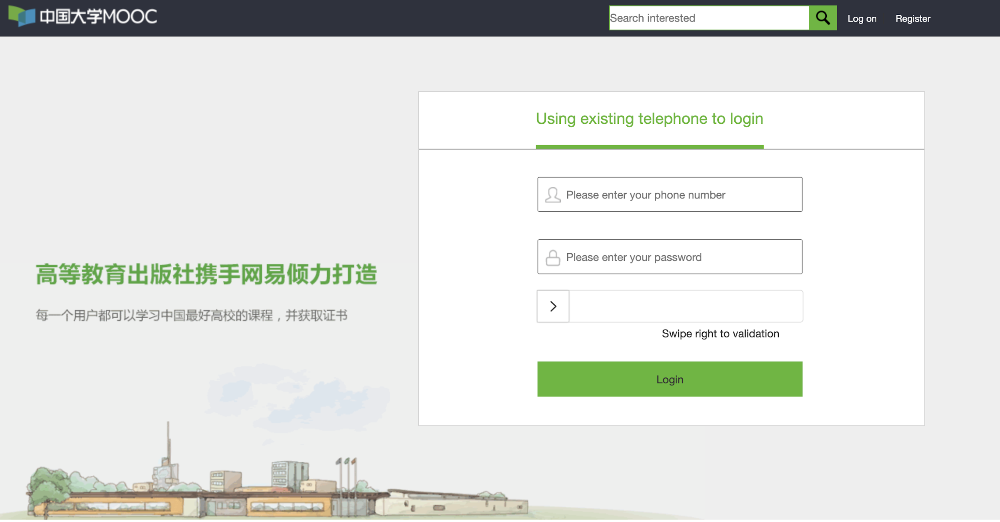 中国大学MOOC
Search interested
Log on
Register
Using existing telephone to login
Please enter your phone number
Please enter your password
高等教育出版社携手网易倾力打造
每一个用户都可以学习中国最好高校的课程，并获取证书
Swipe right to validation
Login